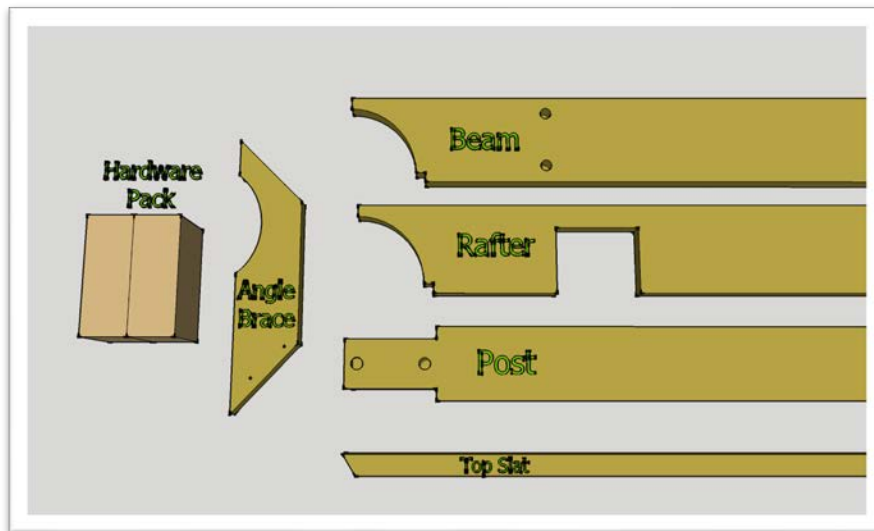 Hardware
Pack
Angle
Brace
Beam
Rafter
Post
Top Slat